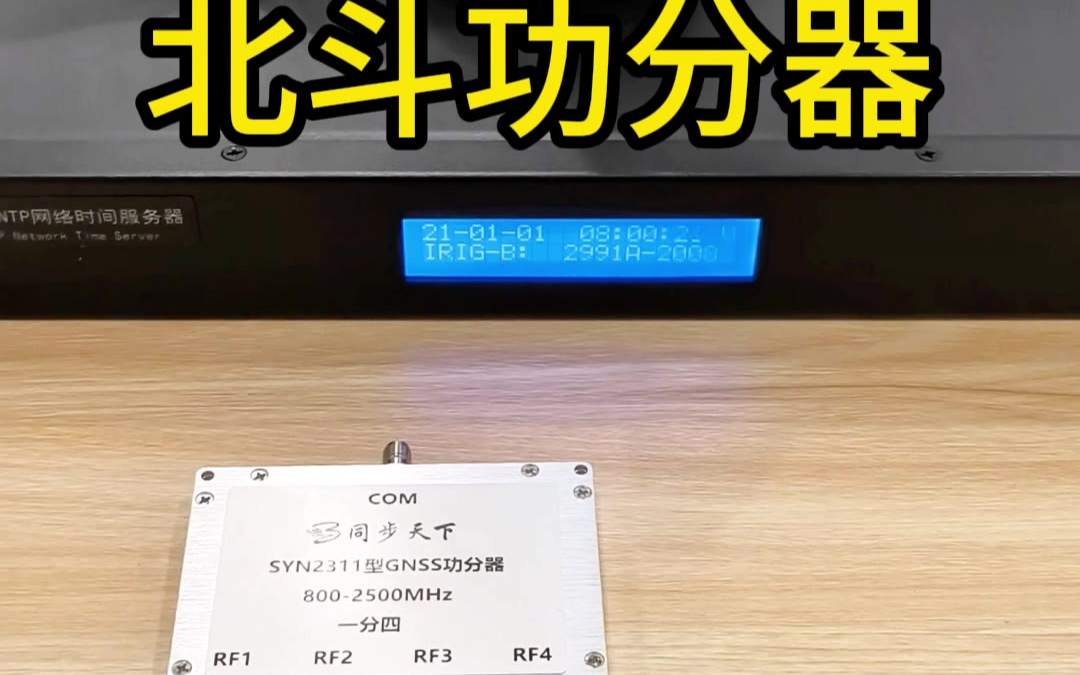 北斗功分器
NTP网络时间服务器
Network Time Server
21-01-01 08:00:2
IRIG-B: 2991A-2008
COM
同步天下
SYN2311型GNSS功分器
800-2500MHz
一分四
RF1 RF2 RF3 RF4